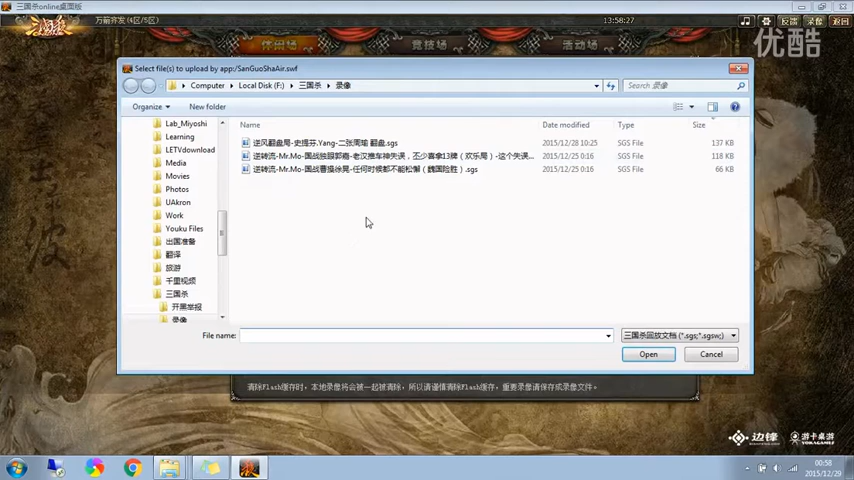 三国杀online桌面版
万箭齐发(4区/5区)
13:58:27
反馈
录像
返回
三国杀
休闲场
竞技场
活动场
优酷
Select file(s) to upload by app:/SanGuoShaAir.swf
Computer
Local Disk (F:)
三国杀
录像
Search 录像
Organize
New folder
Name
Date modified
Type
Size
Lab_Miyoshi
Learning
LETVdownload
Media
Movies
Photos
UAkron
Work
Youku Files
出国准备
翻译
旅游
千里视频
三国杀
开黑举报
录像
逆风翻盘局-史提芬.Yang-二张周瑜 翻盘.sgs
2015/12/28 10:25
SGS File
137 KB
逆转流-Mr.Mo-国战独狼郭嘉-老汉推车神失误，丕少喜拿13牌（欢乐局）-这个失误...
2015/12/25 0:16
SGS File
118 KB
逆转流-Mr.Mo-国战曹操徐晃-任何时候都不能松懈（魏国险胜）.sgs
2015/12/25 0:16
SGS File
66 KB
File name:
三国杀回放文档 (*.sgs;*.sgsw;)
Open
Cancel
清除Flash缓存时，本地录像将会被一起被清除，所以请谨慎清除Flash缓存，重要录像请保存成录像文件。
边锋
游卡桌游
YOKAGAMES
00:58
2015/12/29